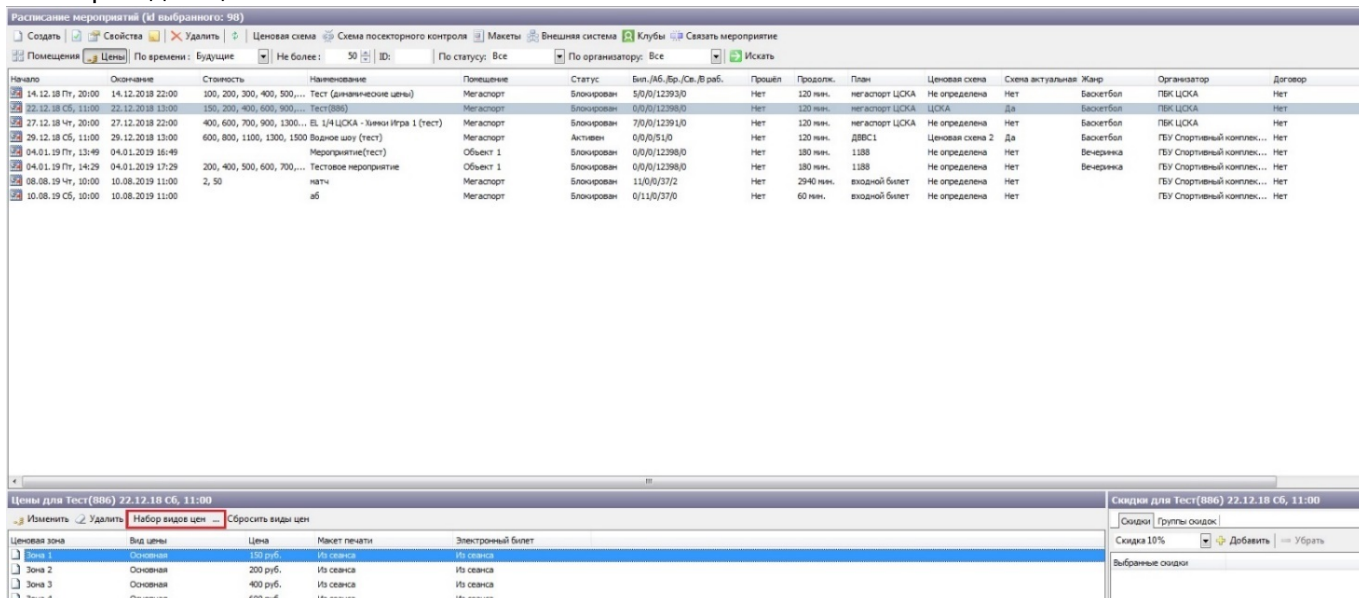 Расписание мероприятий (id выбранного: 98)
Создать Свойства Удалить Ценовая схема Схема посекторного контроля Макеты Внешняя система Клубы Связать мероприятие
Помещения Цены По времени: Будущие Не более: 50 ID: По статусу: Все По организатору: Все Искать
Начало Окончание Стоимость Наименование Помещение Статус Бил./Аб./Бр./Св./В раб. Прошёл Продолж. План Ценовая схема Схема актуальная Жанр Организатор Договор
14.12.18 Пт, 20:00 14.12.2018 22:00 100, 200, 300, 400, 500,... Тест (динамические цены) Мегаспорт Блокирован 5/0/0/12393/0 Нет 120 мин. мегаспорт ЦСКА Не определена Нет Баскетбол ПБК ЦСКА Нет
22.12.18 Сб, 11:00 22.12.2018 13:00 150, 200, 400, 600, 900,... Тест(886) Мегаспорт Блокирован 0/0/0/12398/0 Нет 120 мин. мегаспорт ЦСКА ЦСКА Да Баскетбол ПБК ЦСКА Нет
27.12.18 Чт, 20:00 27.12.2018 22:00 400, 600, 700, 900, 1300... EL 1/4 ЦСКА - Химки Игра 1 (тест) Мегаспорт Блокирован 7/0/0/12391/0 Нет 120 мин. мегаспорт ЦСКА Не определена Нет Баскетбол ПБК ЦСКА Нет
29.12.18 Сб, 11:00 29.12.2018 13:00 600, 800, 1100, 1300, 1500 Водное шоу (тест) Мегаспорт Активен 0/0/0/51/0 Нет 120 мин. ДВВС1 Ценовая схема 2 Да Баскетбол ГБУ Спортивный комплек... Нет
04.01.19 Пт, 13:49 04.01.2019 16:49 Мероприятие(тест) Объект 1 Блокирован 0/0/0/12398/0 Нет 180 мин. 1188 Не определена Нет Вечеринка ГБУ Спортивный комплек... Нет
04.01.19 Пт, 14:29 04.01.2019 17:29 200, 400, 500, 600, 700,... Тестовое мероприятие Объект 1 Блокирован 0/0/0/12398/0 Нет 180 мин. 1188 Не определена Нет Вечеринка ГБУ Спортивный комплек... Нет
08.08.19 Чт, 10:00 10.08.2019 11:00 2, 50 матч Мегаспорт Блокирован 11/0/0/37/2 Нет 2940 мин. входной билет Не определена Нет ГБУ Спортивный комплек... Нет
10.08.19 Сб, 10:00 10.08.2019 11:00 аб Мегаспорт Блокирован 0/11/0/37/0 Нет 60 мин. входной билет Не определена Нет ГБУ Спортивный комплек... Нет
Цены для Тест(886) 22.12.18 Сб, 11:00 Скидки для Тест(886) 22.12.18 Сб, 11:00
Изменить Удалить Набор видов цен ... Сбросить виды цен Скидки Группы скидок
Ценовая зона Вид цены Цена Макет печати Электронный билет Скидка 10% Добавить Убрать
Зона 1 Основная 150 руб. Из сеанса Из сеанса Выбранные скидки
Зона 2 Основная 200 руб. Из сеанса Из сеанса
Зона 3 Основная 400 руб. Из сеанса Из сеанса